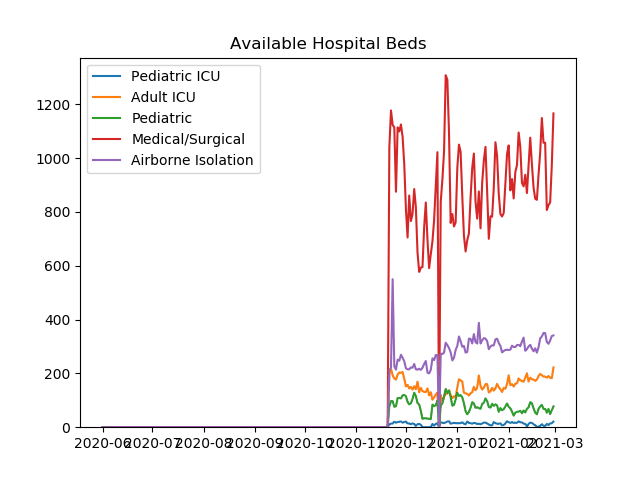 Available Hospital Beds
Pediatric ICU
Adult ICU
Pediatric
Medical/Surgical
Airborne Isolation
1200
1000
800
600
400
200
0
2020-06 2020-07 2020-08 2020-09 2020-10 2020-11 2020-12 2021-01 2021-02 2021-03